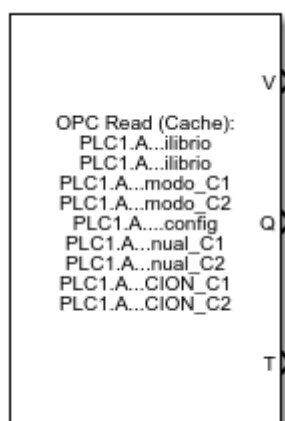 V
OPC Read (Cache):
PLC1.A...ilibrio
PLC1.A...ilibrio
PLC1.A...modo_C1
PLC1.A...modo_C2
PLC1.A....config
Q
PLC1.A...nual_C1
PLC1.A...nual_C2
PLC1.A...CION_C1
PLC1.A...CION_C2
T